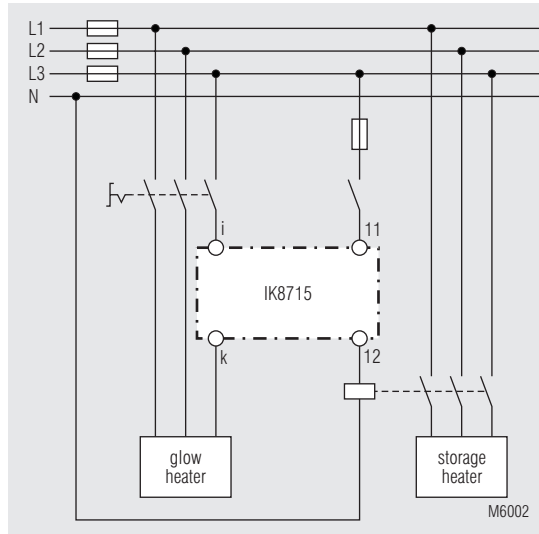 L1
L2
L3
N
i
11
IK8715
k
12
glow
heater
storage
heater
M6002